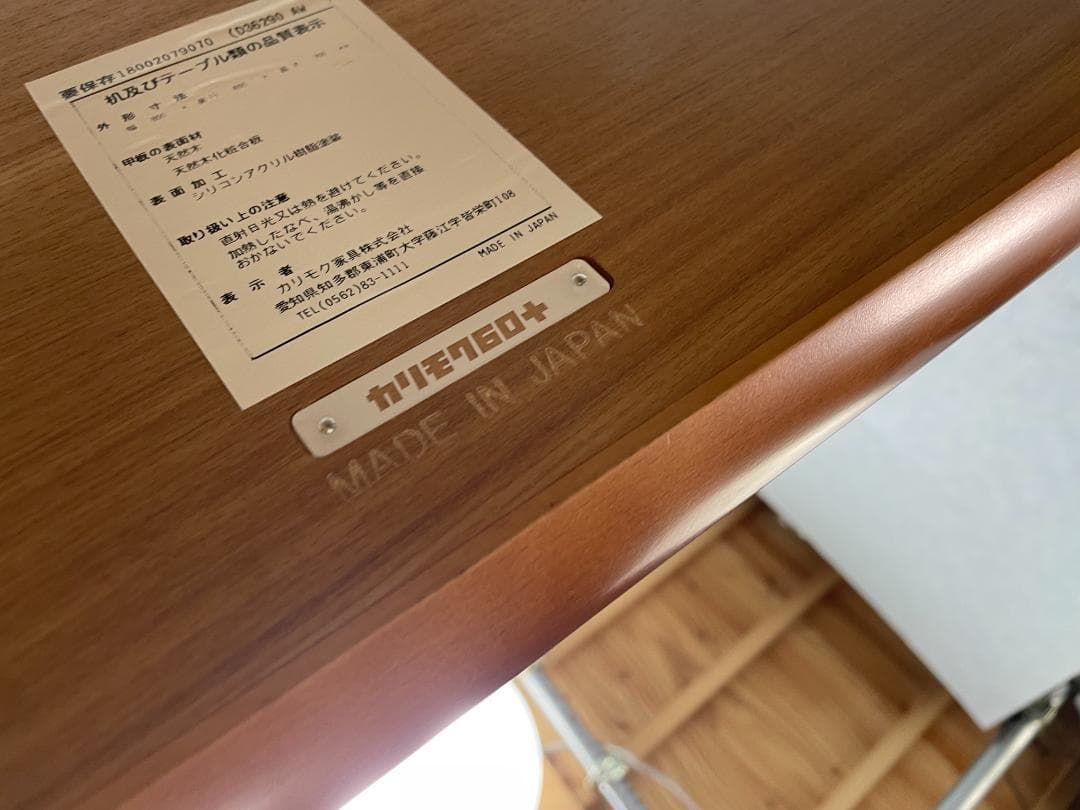 要保存18002079070 (D36290 AW
机及びテーブル類の品質表示
外 形 寸 法
甲板の表面材
天然木
天然木化粧合板
表面加工
シリコンアクリル樹脂塗装
取り扱い上の注意
直射日光又は熱を避けてください。
加熱したなべ、湯沸かし等を直接
おかないでください。
表 示 者
カリモク家具株式会社
愛知県知多郡東浦町大字藤江字皆栄町108
TEL(0562)83-1111
MADE IN JAPAN
カリモク60+
MADE IN JAPAN